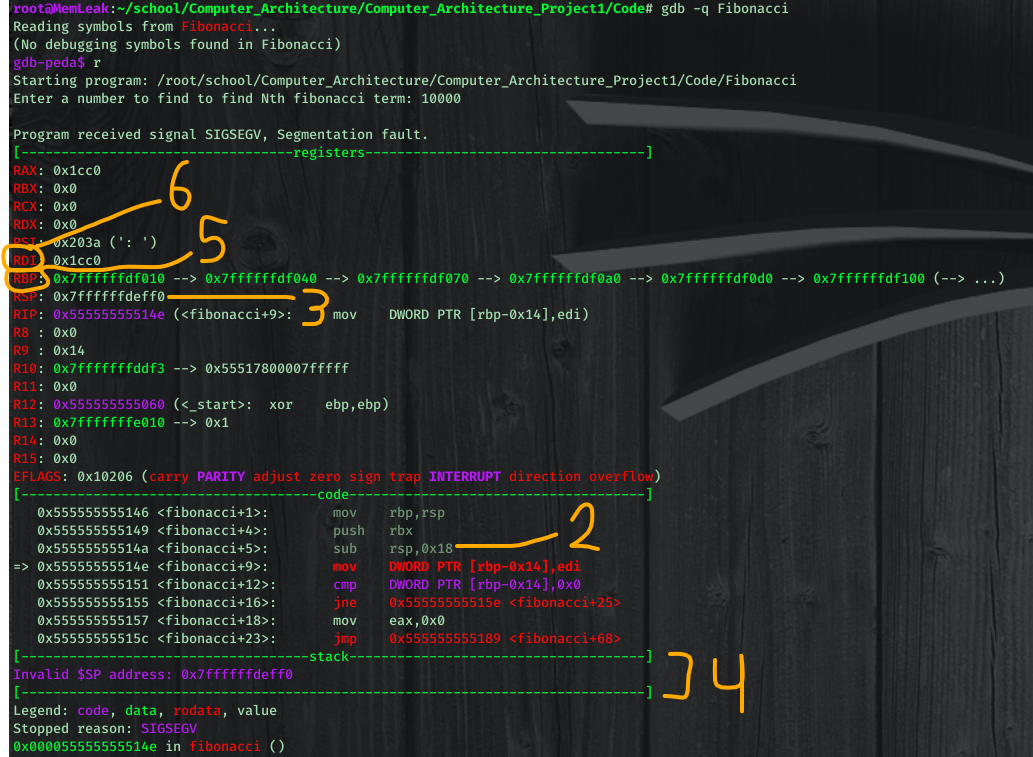 root@MemLeak:~/school/Computer_Architecture/Computer_Architecture_Project1/Code# gdb -q Fibonacci
Reading symbols from Fibonacci...
(No debugging symbols found in Fibonacci)
gdb-peda$ r
Starting program: /root/school/Computer_Architecture/Computer_Architecture_Project1/Code/Fibonacci
Enter a number to find to find Nth fibonacci term: 10000
Program received signal SIGSEGV, Segmentation fault.
[----------------------------------registers-----------------------------------]
RAX: 0x1cc0
RBX: 0x0
RCX: 0x0
RDX: 0x0
6
RSI: 0x203a (': ')
5
RDI: 0x1cc0
RBP: 0x7ffffffdf010 --> 0x7ffffffdf040 --> 0x7ffffffdf070 --> 0x7ffffffdf0a0 --> 0x7ffffffdf0d0 --> 0x7ffffffdf100 (--> ...)
RSP: 0x7ffffffdeff0 3
RIP: 0x55555555514e (<fibonacci+9>: mov DWORD PTR [rbp-0x14],edi)
R8 : 0x0
R9 : 0x14
R10: 0x7fffffffddf3 --> 0x55517800007fffff
R11: 0x0
R12: 0x555555555060 (<_start>: xor ebp,ebp)
R13: 0x7fffffffe010 --> 0x1
R14: 0x0
R15: 0x0
EFLAGS: 0x10206 (carry PARITY adjust zero sign trap INTERRUPT direction overflow)
[-------------------------------------code-------------------------------------]
0x555555555146 <fibonacci+1>: mov rbp,rsp
0x555555555149 <fibonacci+4>: push rbx
0x55555555514a <fibonacci+5>: sub rsp,0x18 2
=> 0x55555555514e <fibonacci+9>: mov DWORD PTR [rbp-0x14],edi
0x555555555151 <fibonacci+12>: cmp DWORD PTR [rbp-0x14],0x0
0x555555555155 <fibonacci+16>: jne 0x55555555515e <fibonacci+25>
0x555555555157 <fibonacci+18>: mov eax,0x0
0x55555555515c <fibonacci+23>: jmp 0x555555555189 <fibonacci+68>
[------------------------------------stack-------------------------------------]
Invalid $SP address: 0x7ffffffdeff0 4
[------------------------------------------------------------------------------]
Legend: code, data, rodata, value
Stopped reason: SIGSEGV
0x000055555555514e in fibonacci ()